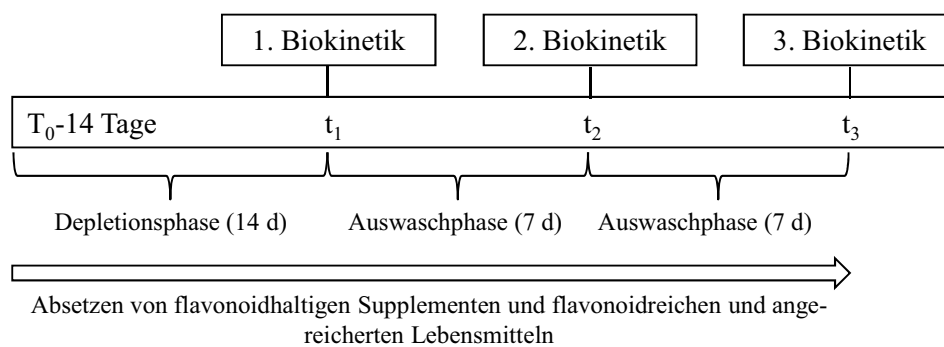 1. Biokinetik 2. Biokinetik 3. Biokinetik
T0-14 Tage t1 t2 t3
Depletionsphase (14 d) Auswaschphase (7 d) Auswaschphase (7 d)
Absetzen von flavonoidhaltigen Supplementen und flavonoidreichen und ange-
reicherten Lebensmitteln